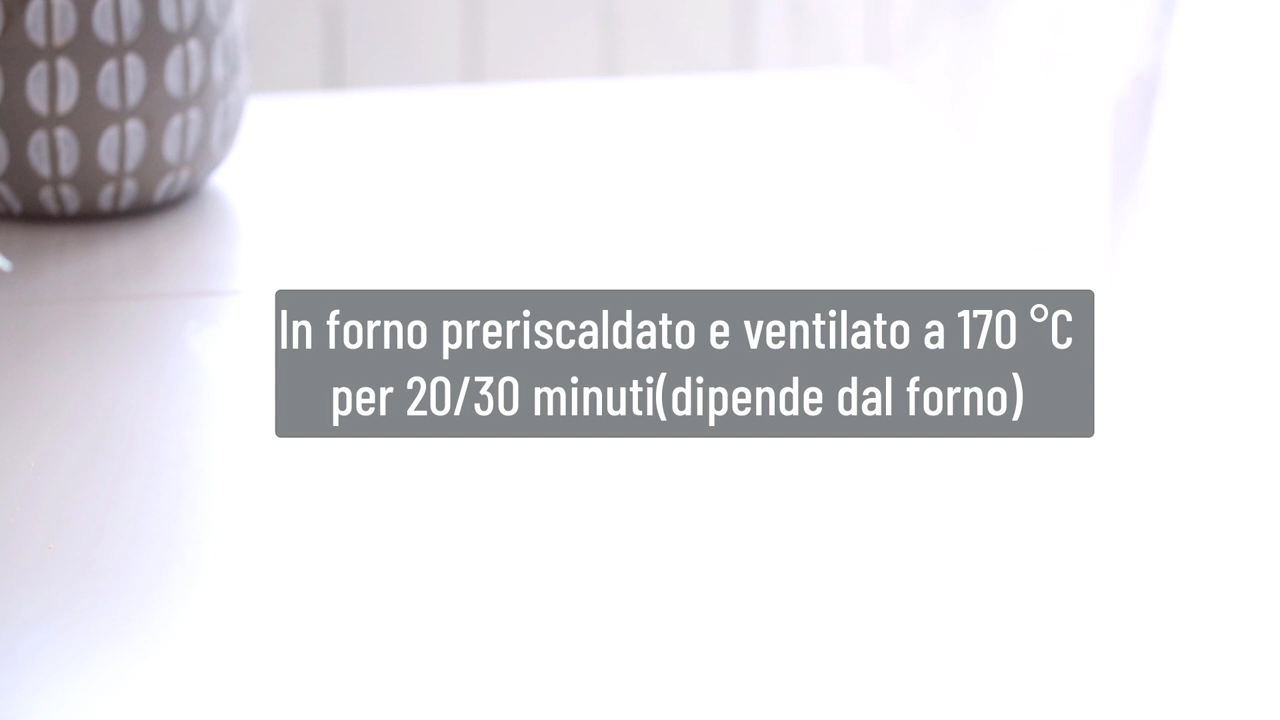 In forno preriscaldato e ventilato a 170 °C
per 20/30 minuti(dipende dal forno)